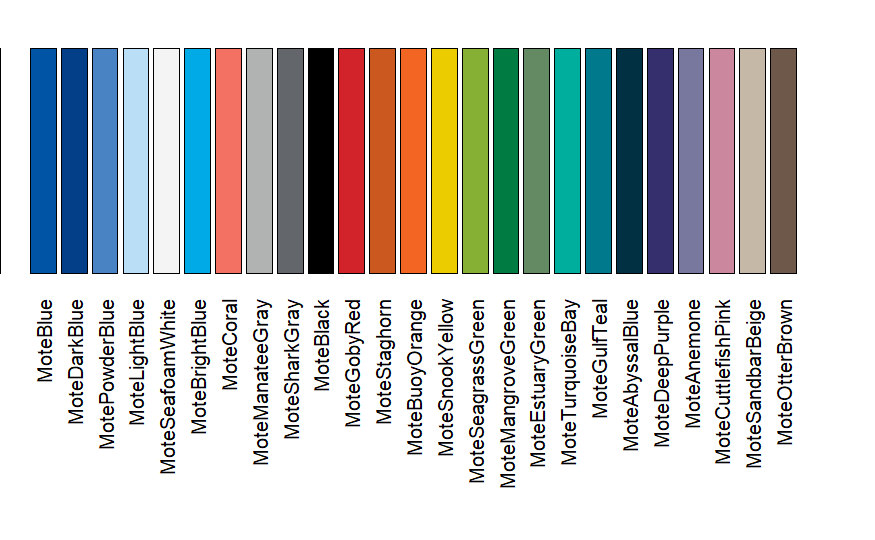 MoteBlue
MoteDarkBlue
MotePowderBlue
MoteLightBlue
MoteSeafoamWhite
MoteBrightBlue
MoteCoral
MoteManateeGray
MoteSharkGray
MoteBlack
MoteGobyRed
MoteStaghorn
MoteBuoyOrange
MoteSnookYellow
MoteSeagrassGreen
MoteMangroveGreen
MoteEstuaryGreen
MoteTurquoiseBay
MoteGulfTeal
MoteAbyssalBlue
MoteDeepPurple
MoteAnemone
MoteCuttlefishPink
MoteSandbarBeige
MoteOtterBrown